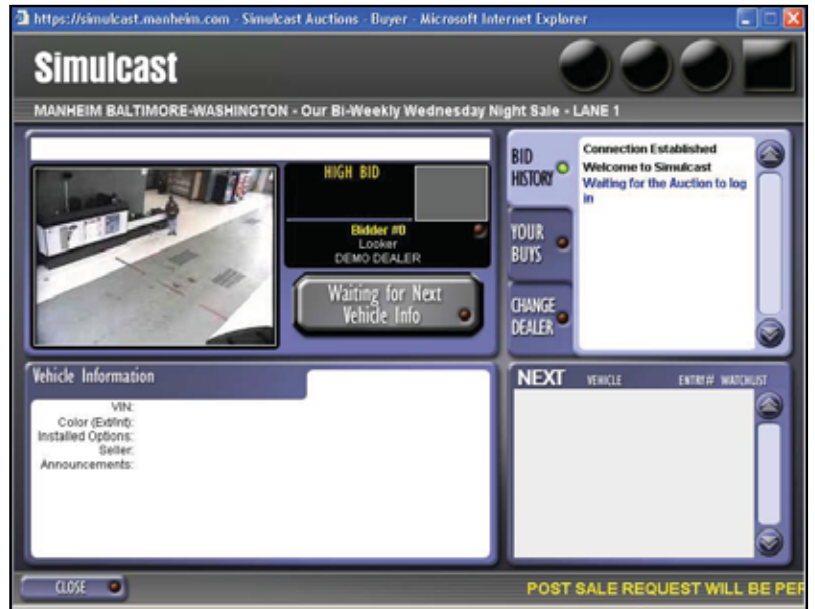 https://simulcast.manheim.com - Simulcast Auctions - Buyer - Microsoft Internet Explorer
Simulcast
MANHEIM BALTIMORE-WASHINGTON - Our Bi-Weekly Wednesday Night Sale - LANE 1
HIGH BID
Bidder #0
Looker
DEMO DEALER
Waiting for Next
Vehicle Info
BID
HISTORY
YOUR
BUYS
CHANGE
DEALER
Connection Established
Welcome to Simulcast
Waiting for the Auction to log
in
Vehicle Information
VIN:
Color (Ext/Int):
Installed Options:
Seller:
Announcements:
NEXT VEHICLE ENTRY# WATCHLIST
CLOSE
POST SALE REQUEST WILL BE PER